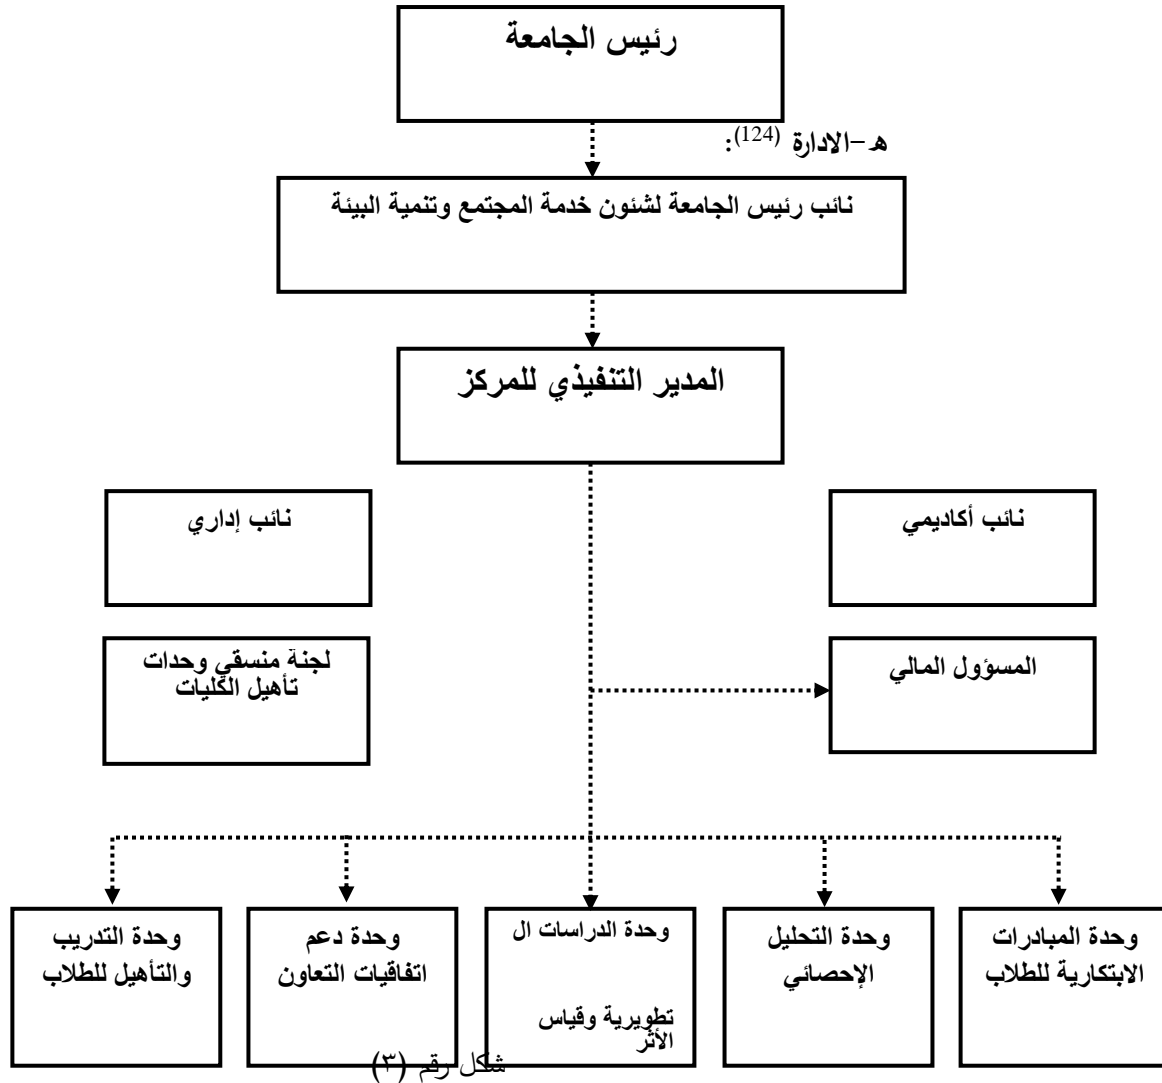 رئيس الجامعة
هـ-الادارة (124):
نائب رئيس الجامعة لشئون خدمة المجتمع وتنمية البيئة
المدير التنفيذي للمركز
نائب أكاديمي
نائب إداري
المسؤول المالي
لجنة منسقي وحدات
تأهيل الكليات
وحدة المبادرات
الابتكارية للطلاب
وحدة التحليل
الإحصائي
وحدة الدراسات ال
تطويرية وقياس
الأثر
وحدة دعم
اتفاقيات التعاون
وحدة التدريب
والتأهيل للطلاب
شكل رقم (٣)